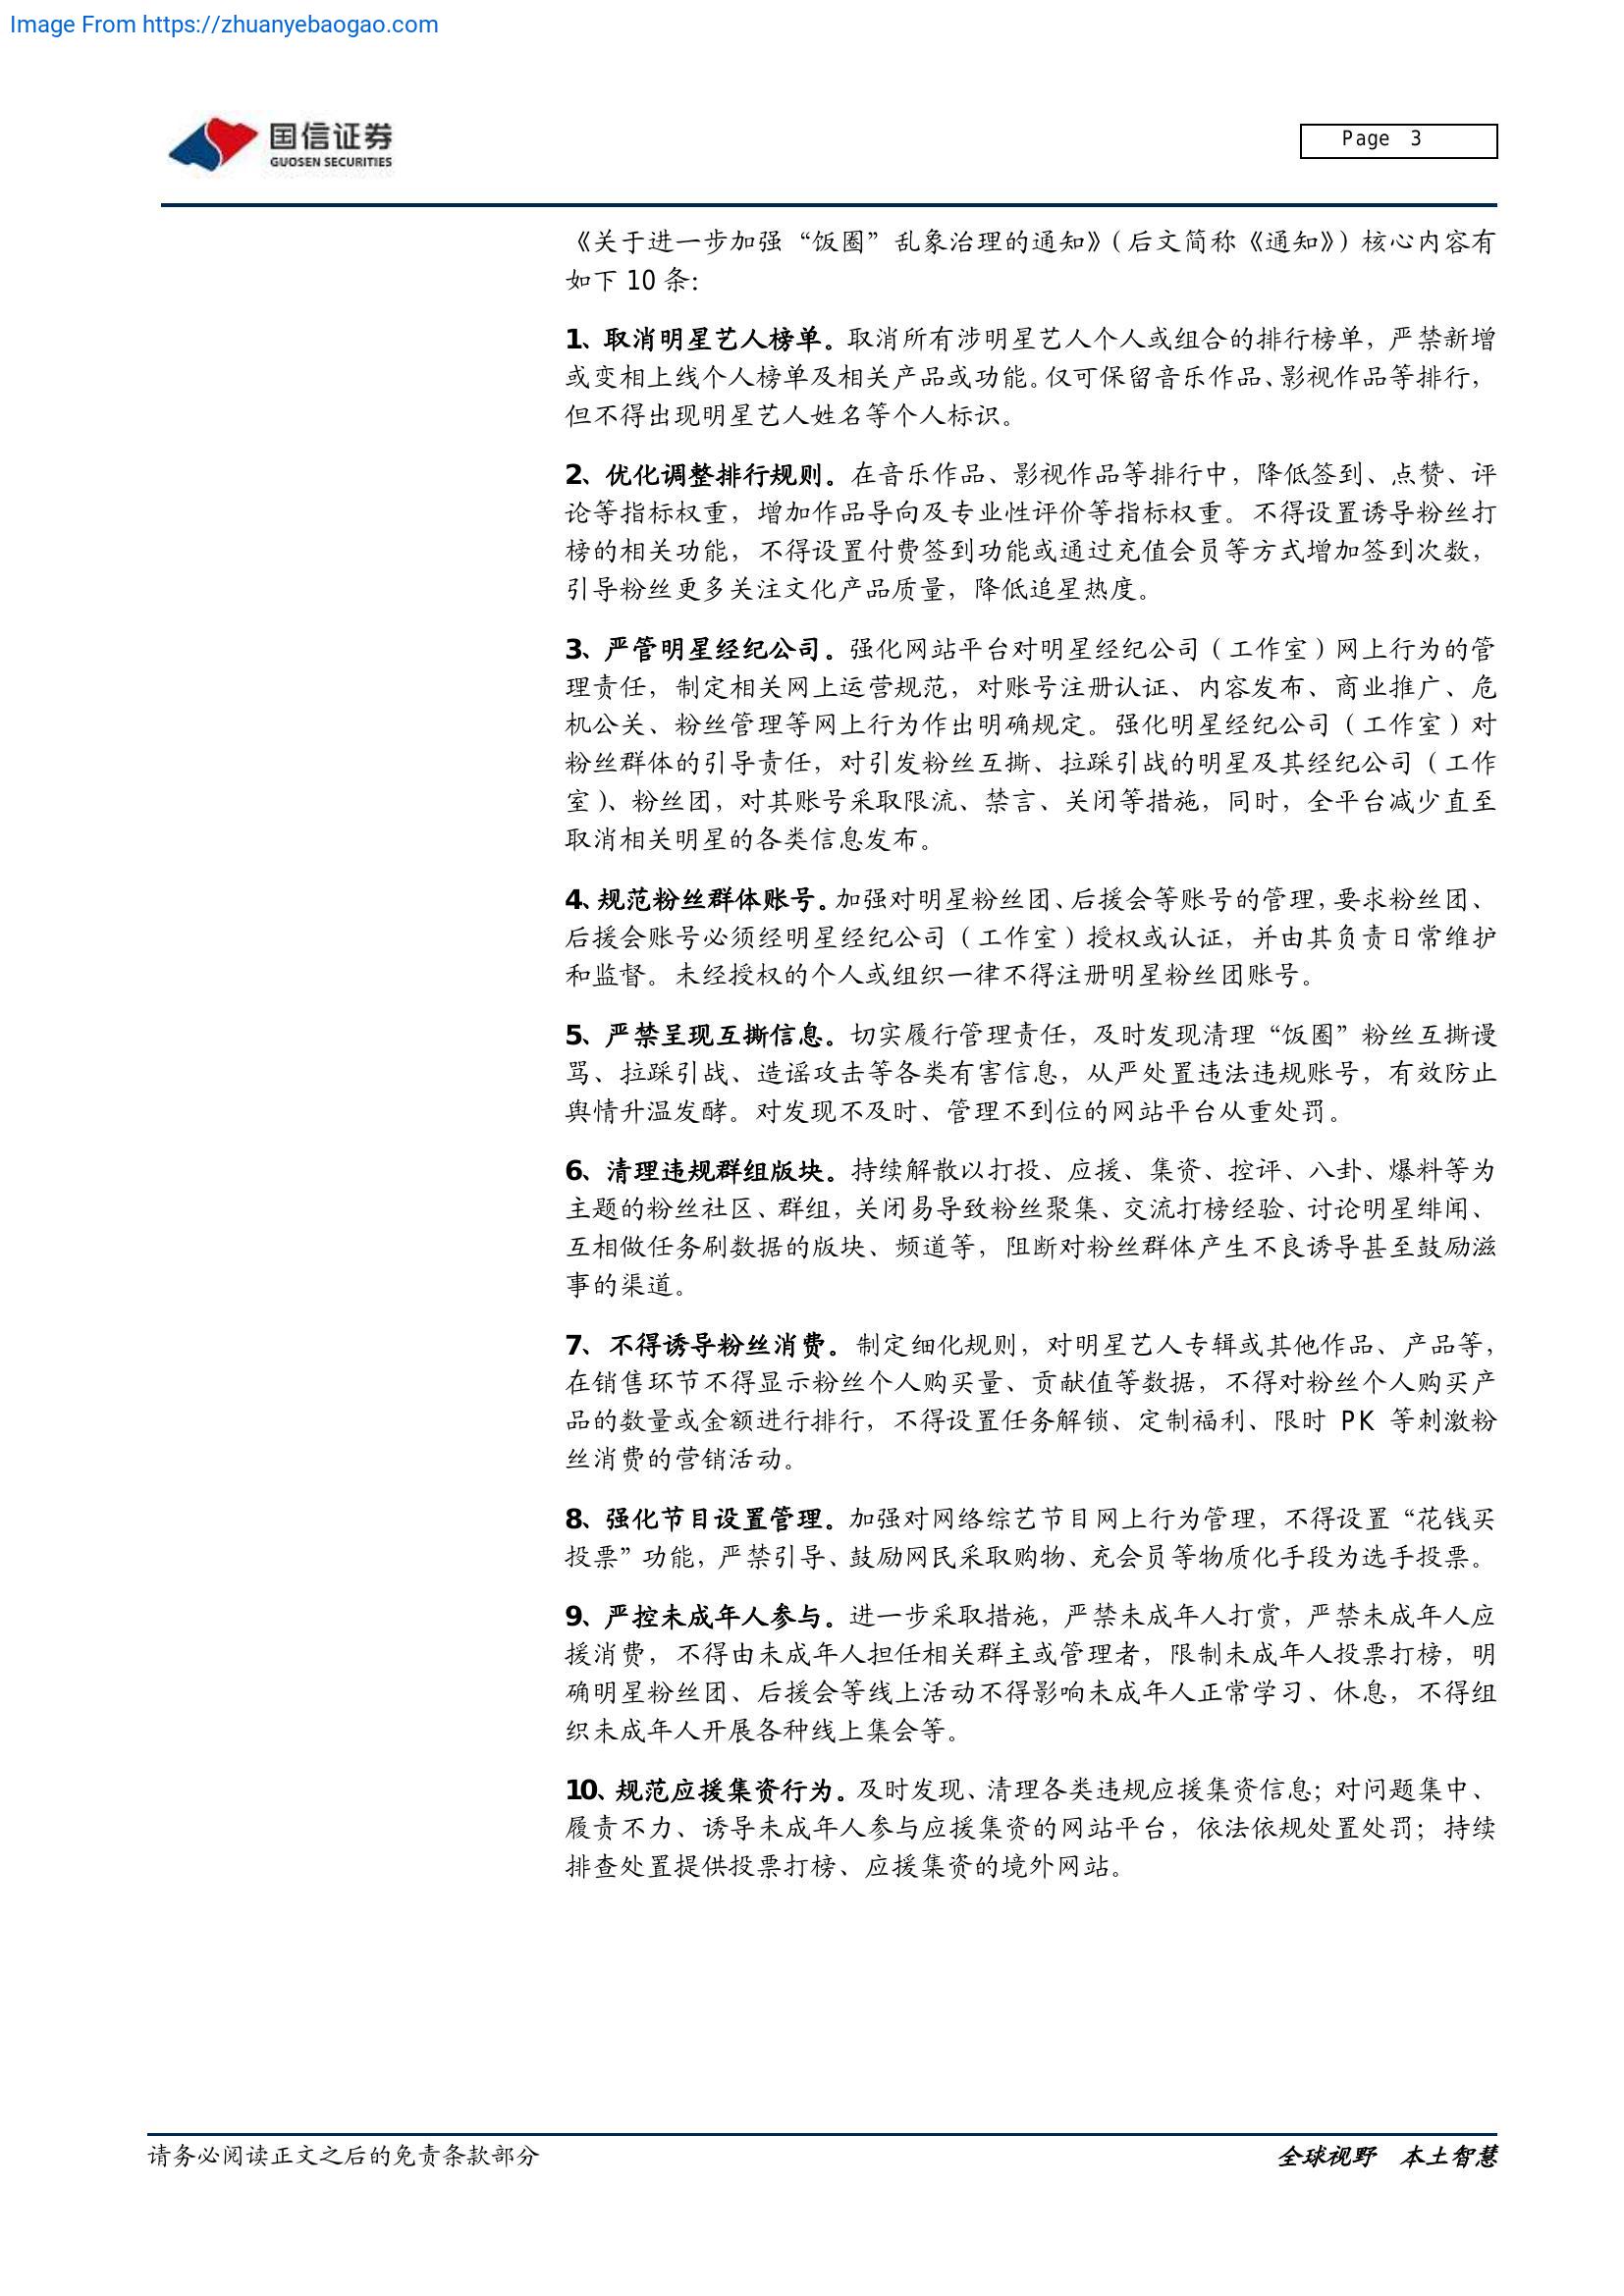 Image From https://zhuanyebaogao.com
国信证券
GUOSEN SECURITIES
Page 3
《关于进一步加强“饭圈”乱象治理的通知》（后文简称《通知》）核心内容有
如下 10 条：
1、取消明星艺人榜单。取消所有涉明星艺人个人或组合的排行榜单，严禁新增
或变相上线个人榜单及相关产品或功能。仅可保留音乐作品、影视作品等排行，
但不得出现明星艺人姓名等个人标识。
2、优化调整排行规则。在音乐作品、影视作品等排行中，降低签到、点赞、评
论等指标权重，增加作品导向及专业性评价等指标权重。不得设置诱导粉丝打
榜的相关功能，不得设置付费签到功能或通过充值会员等方式增加签到次数，
引导粉丝更多关注文化产品质量，降低追星热度。
3、严管明星经纪公司。强化网站平台对明星经纪公司（工作室）网上行为的管
理责任，制定相关网上运营规范，对账号注册认证、内容发布、商业推广、危
机公关、粉丝管理等网上行为作出明确规定。强化明星经纪公司（工作室）对
粉丝群体的引导责任，对引发粉丝互撕、拉踩引战的明星及其经纪公司（工作
室）、粉丝团，对其账号采取限流、禁言、关闭等措施，同时，全平台减少直至
取消相关明星的各类信息发布。
4、规范粉丝群体账号。加强对明星粉丝团、后援会等账号的管理，要求粉丝团、
后援会账号必须经明星经纪公司（工作室）授权或认证，并由其负责日常维护
和监督。未经授权的个人或组织一律不得注册明星粉丝团账号。
5、严禁呈现互撕信息。切实履行管理责任，及时发现清理“饭圈”粉丝互撕谩
骂、拉踩引战、造谣攻击等各类有害信息，从严处置违法违规账号，有效防止
舆情升温发酵。对发现不及时、管理不到位的网站平台从重处罚。
6、清理违规群组版块。持续解散以打投、应援、集资、控评、八卦、爆料等为
主题的粉丝社区、群组，关闭易导致粉丝聚集、交流打榜经验、讨论明星绯闻、
互相做任务刷数据的版块、频道等，阻断对粉丝群体产生不良诱导甚至鼓励滋
事的渠道。
7、不得诱导粉丝消费。制定细化规则，对明星艺人专辑或其他作品、产品等，
在销售环节不得显示粉丝个人购买量、贡献值等数据，不得对粉丝个人购买产
品的数量或金额进行排行，不得设置任务解锁、定制福利、限时 PK 等刺激粉
丝消费的营销活动。
8、强化节目设置管理。加强对网络综艺节目网上行为管理，不得设置“花钱买
投票”功能，严禁引导、鼓励网民采取购物、充会员等物质化手段为选手投票。
9、严控未成年人参与。进一步采取措施，严禁未成年人打赏，严禁未成年人应
援消费，不得由未成年人担任相关群主或管理者，限制未成年人投票打榜，明
确明星粉丝团、后援会等线上活动不得影响未成年人正常学习、休息，不得组
织未成年人开展各种线上集会等。
10、规范应援集资行为。及时发现、清理各类违规应援集资信息；对问题集中、
履责不力、诱导未成年人参与应援集资的网站平台，依法依规处置处罚；持续
排查处置提供投票打榜、应援集资的境外网站。
请务必阅读正文之后的免责条款部分
全球视野 本土智慧